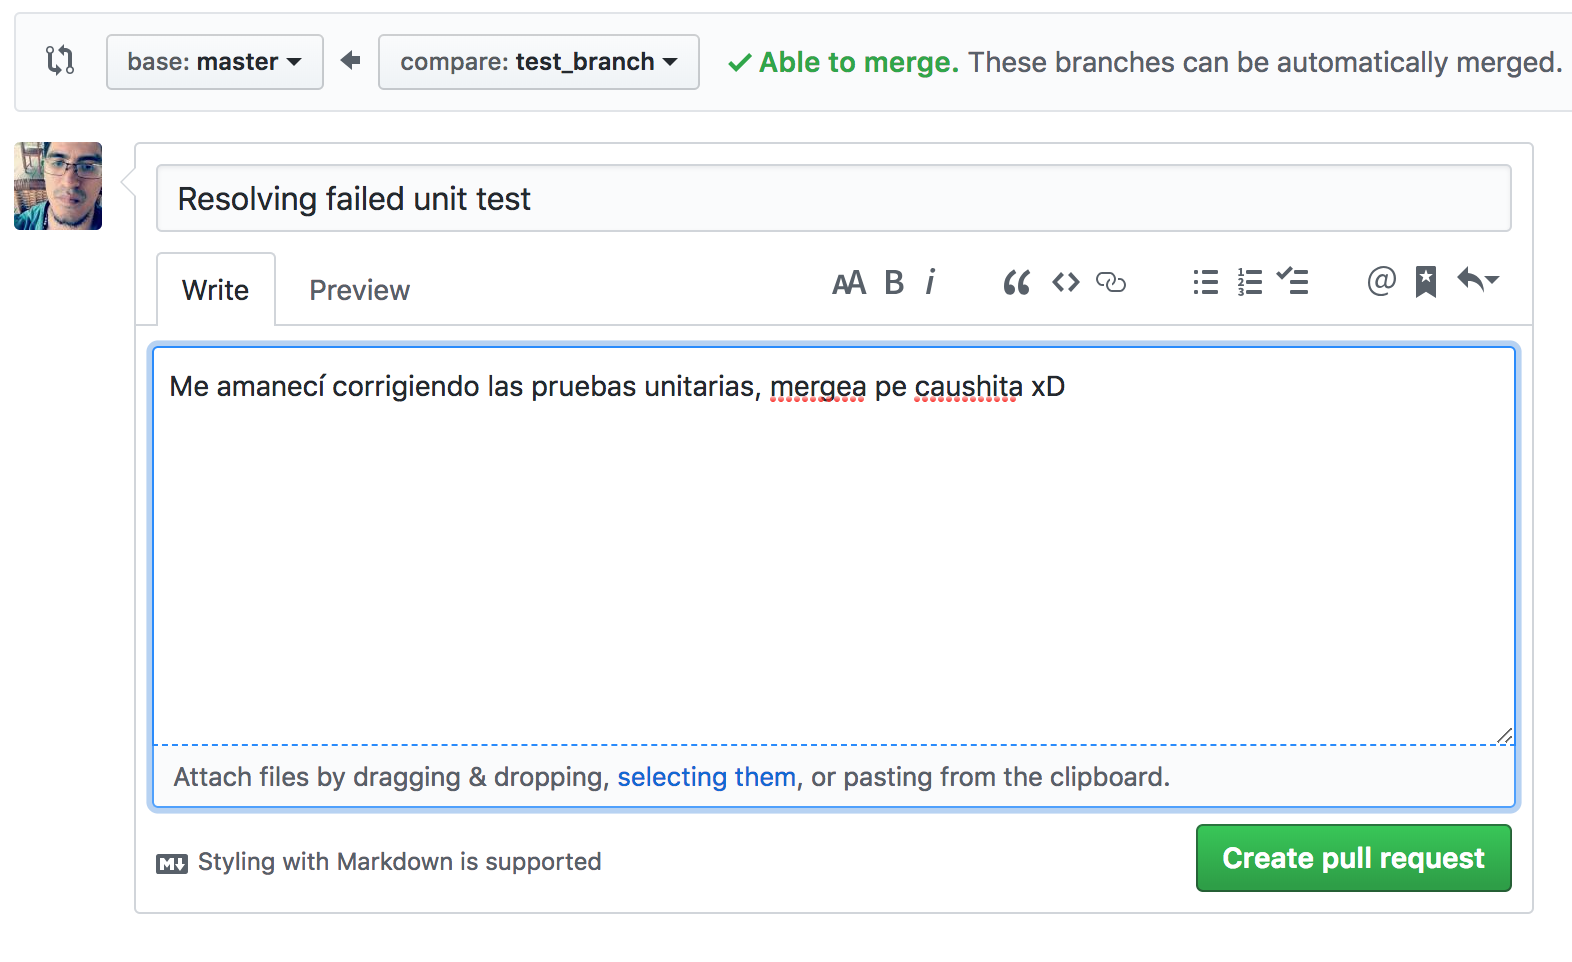 base: master compare: test_branch Able to merge. These branches can be automatically merged.
Resolving failed unit test
Write Preview AA B i “ <> @
Me amanecí corrigiendo las pruebas unitarias, mergea pe caushita xD
Attach files by dragging & dropping, selecting them, or pasting from the clipboard.
M Styling with Markdown is supported
Create pull request